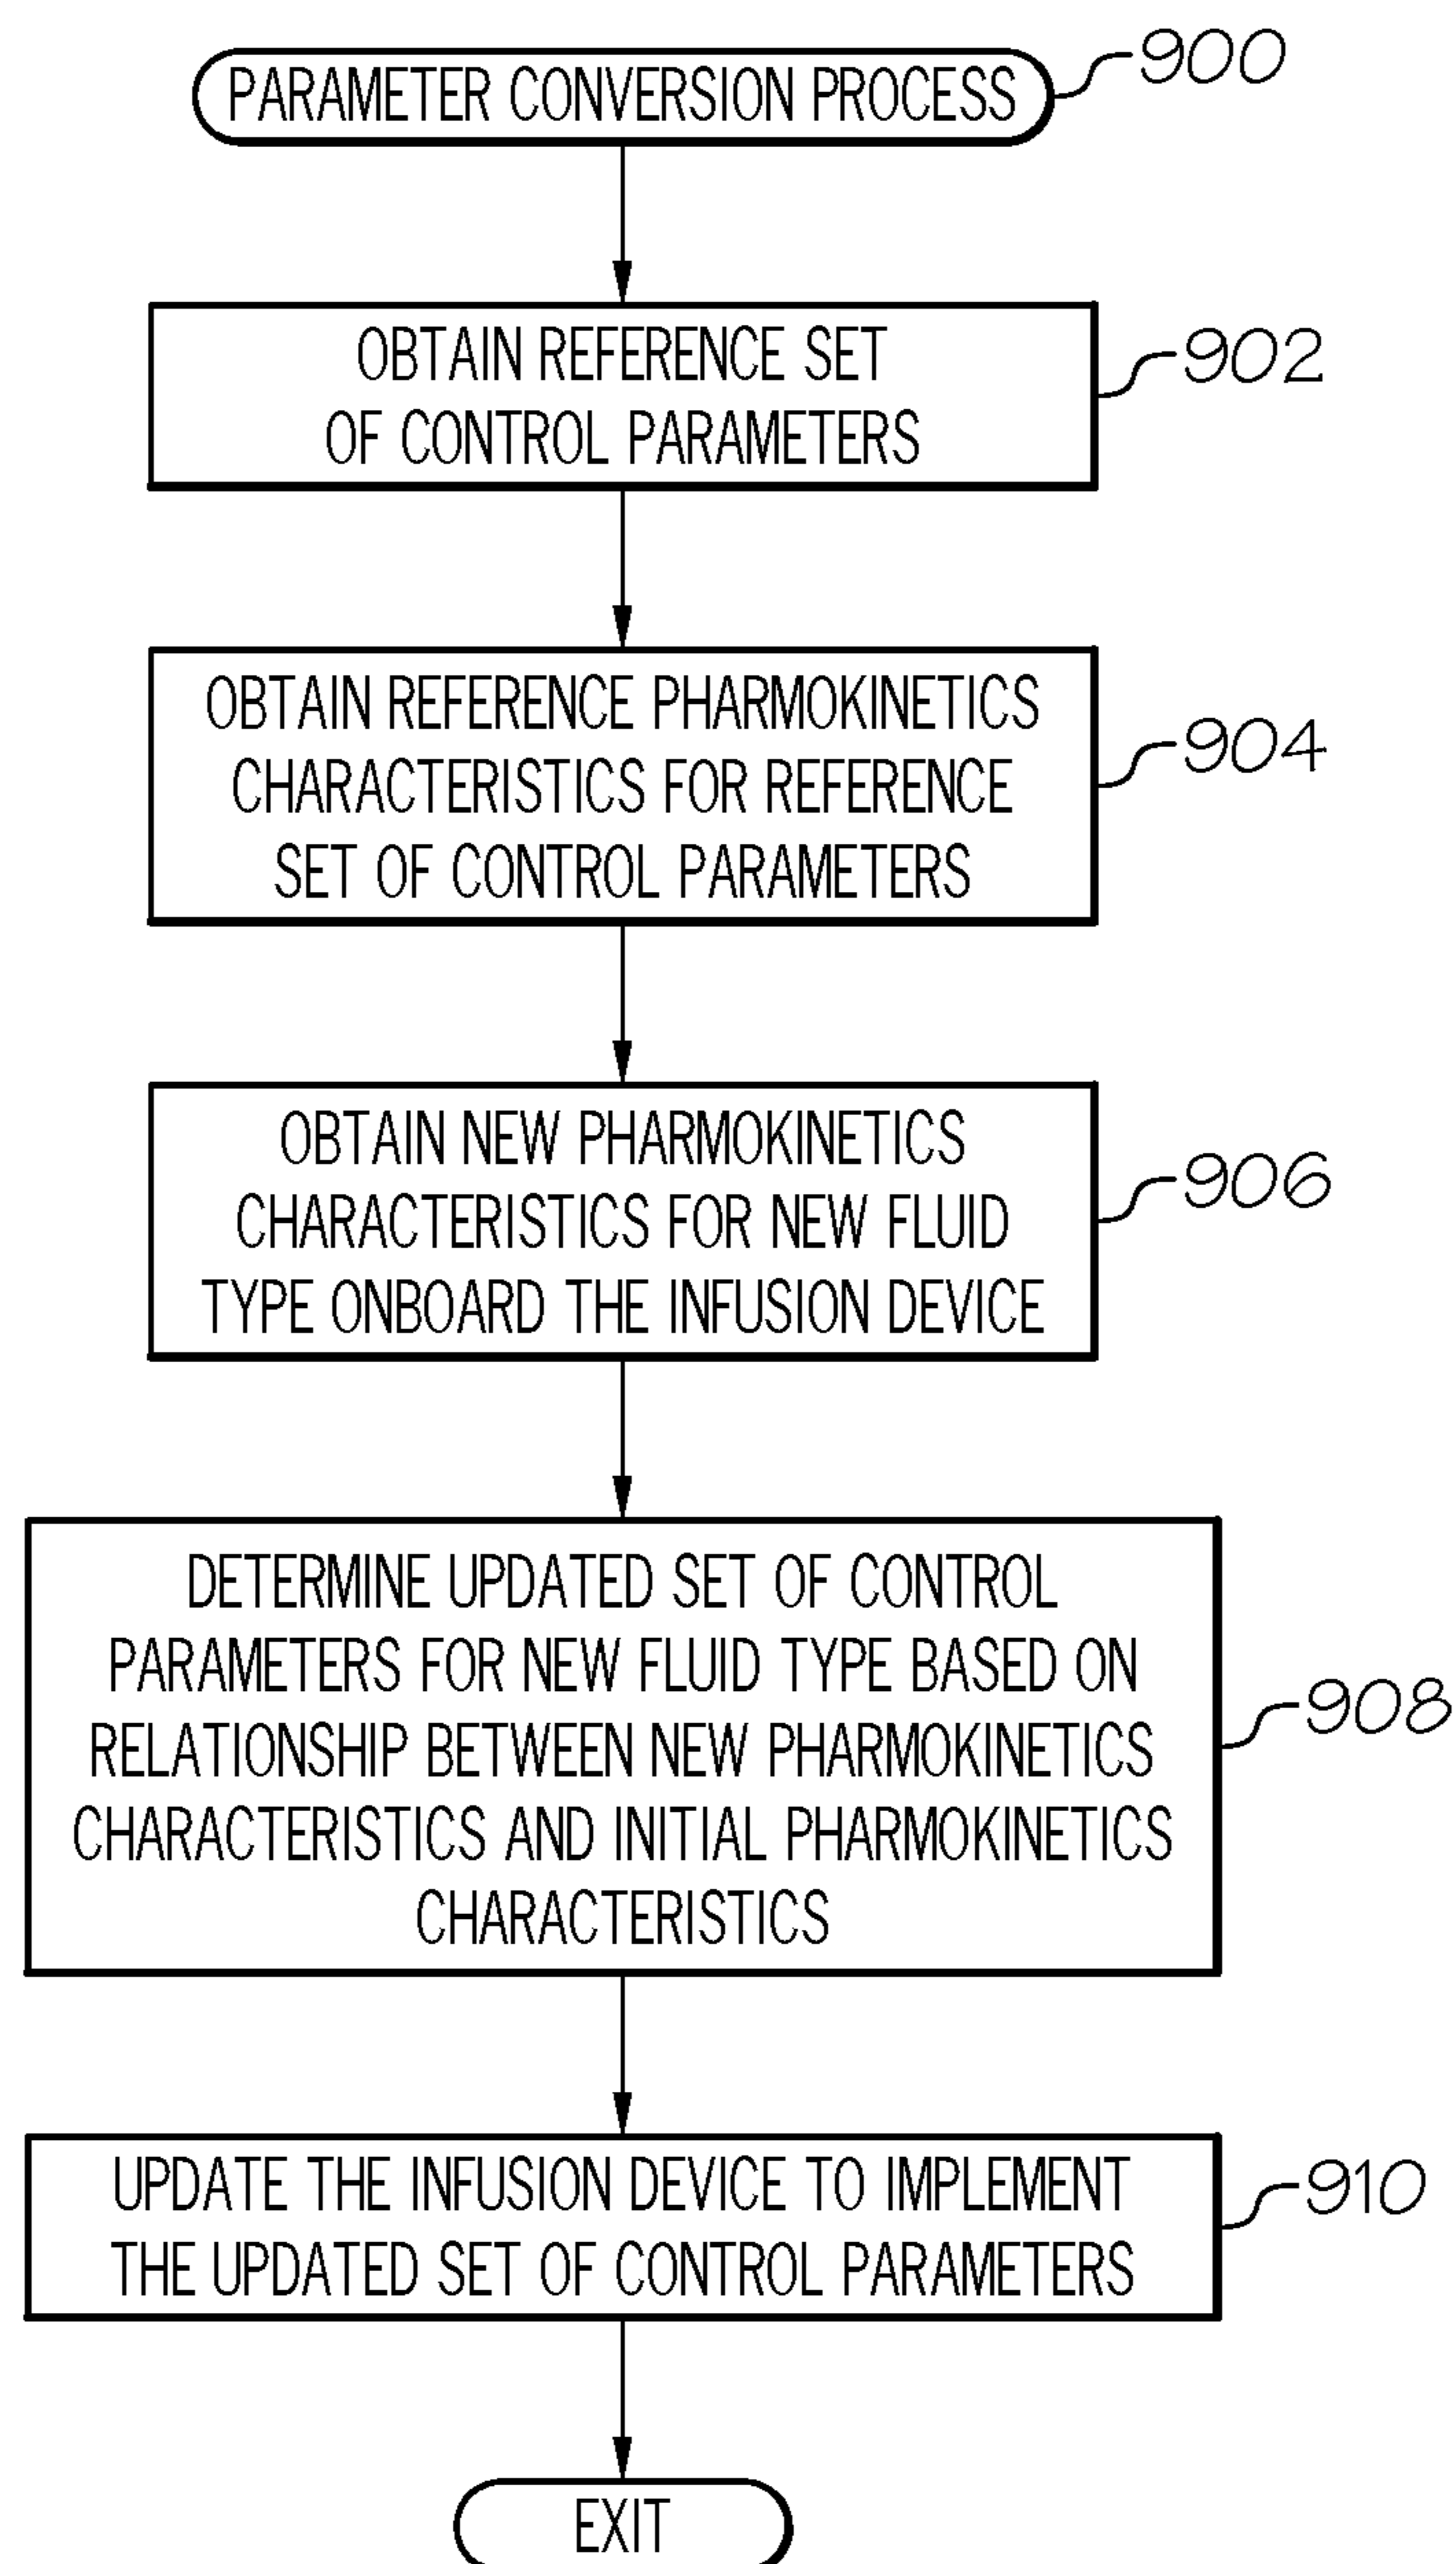 PARAMETER CONVERSION PROCESS
900
OBTAIN REFERENCE SET
OF CONTROL PARAMETERS
902
OBTAIN REFERENCE PHARMOKINETICS
CHARACTERISTICS FOR REFERENCE
SET OF CONTROL PARAMETERS
904
OBTAIN NEW PHARMOKINETICS
CHARACTERISTICS FOR NEW FLUID
TYPE ONBOARD THE INFUSION DEVICE
906
DETERMINE UPDATED SET OF CONTROL
PARAMETERS FOR NEW FLUID TYPE BASED ON
RELATIONSHIP BETWEEN NEW PHARMOKINETICS
CHARACTERISTICS AND INITIAL PHARMOKINETICS
CHARACTERISTICS
908
UPDATE THE INFUSION DEVICE TO IMPLEMENT
THE UPDATED SET OF CONTROL PARAMETERS
910
EXIT